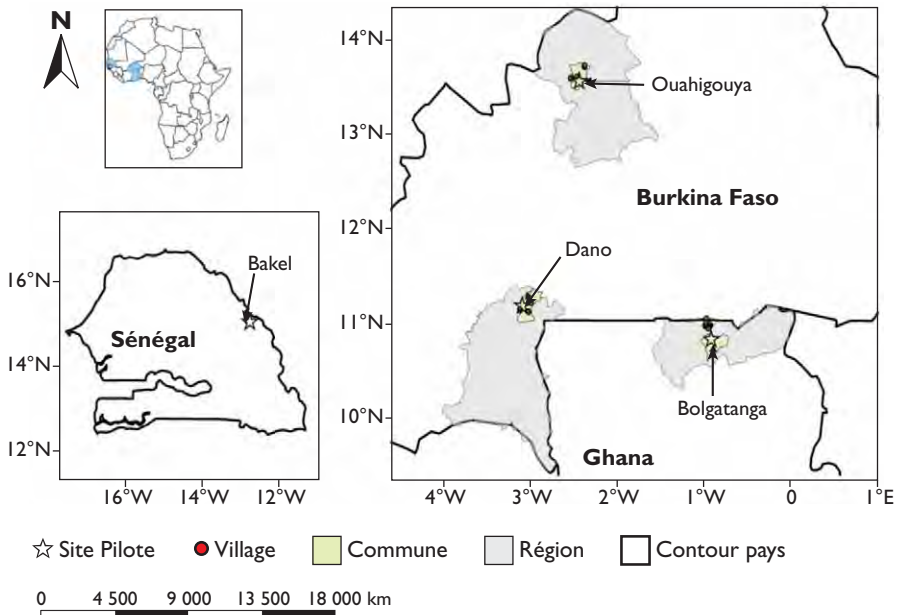 N
14°N
Ouahigouya
13°N
Burkina Faso
12°N
Dano
11°N
Bolgatanga
10°N
Ghana
4°W 3°W 2°W 1°W 0 1°E
Bakel
16°N
Sénégal
14°N
12°N
16°W 14°W 12°W
Site Pilote Village Commune Région Contour pays
0 4 500 9 000 13 500 18 000 km